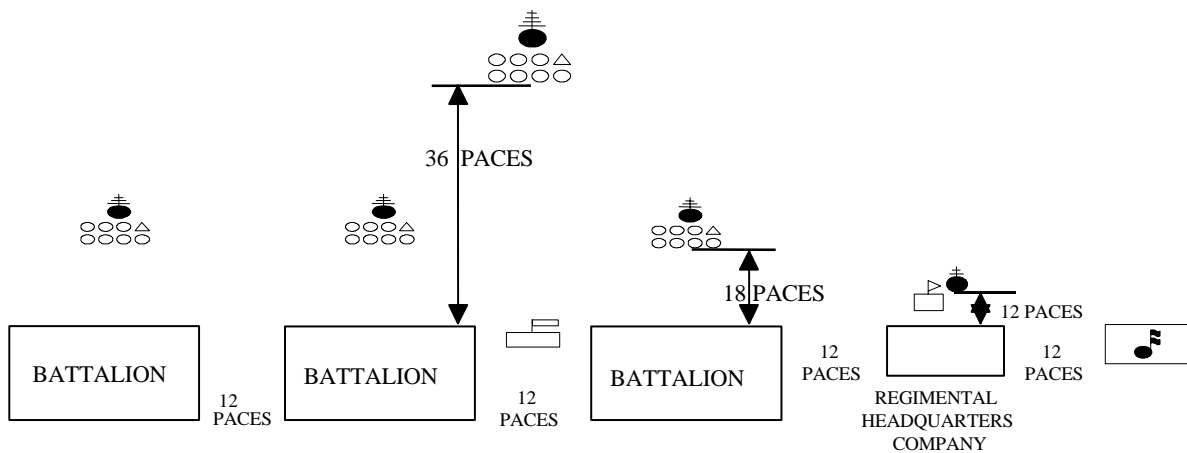 36 PACES
18 PACES
12 PACES
BATTALION
12
PACES
BATTALION
12
PACES
BATTALION
12
PACES
REGIMENTAL
HEADQUARTERS
COMPANY
12
PACES